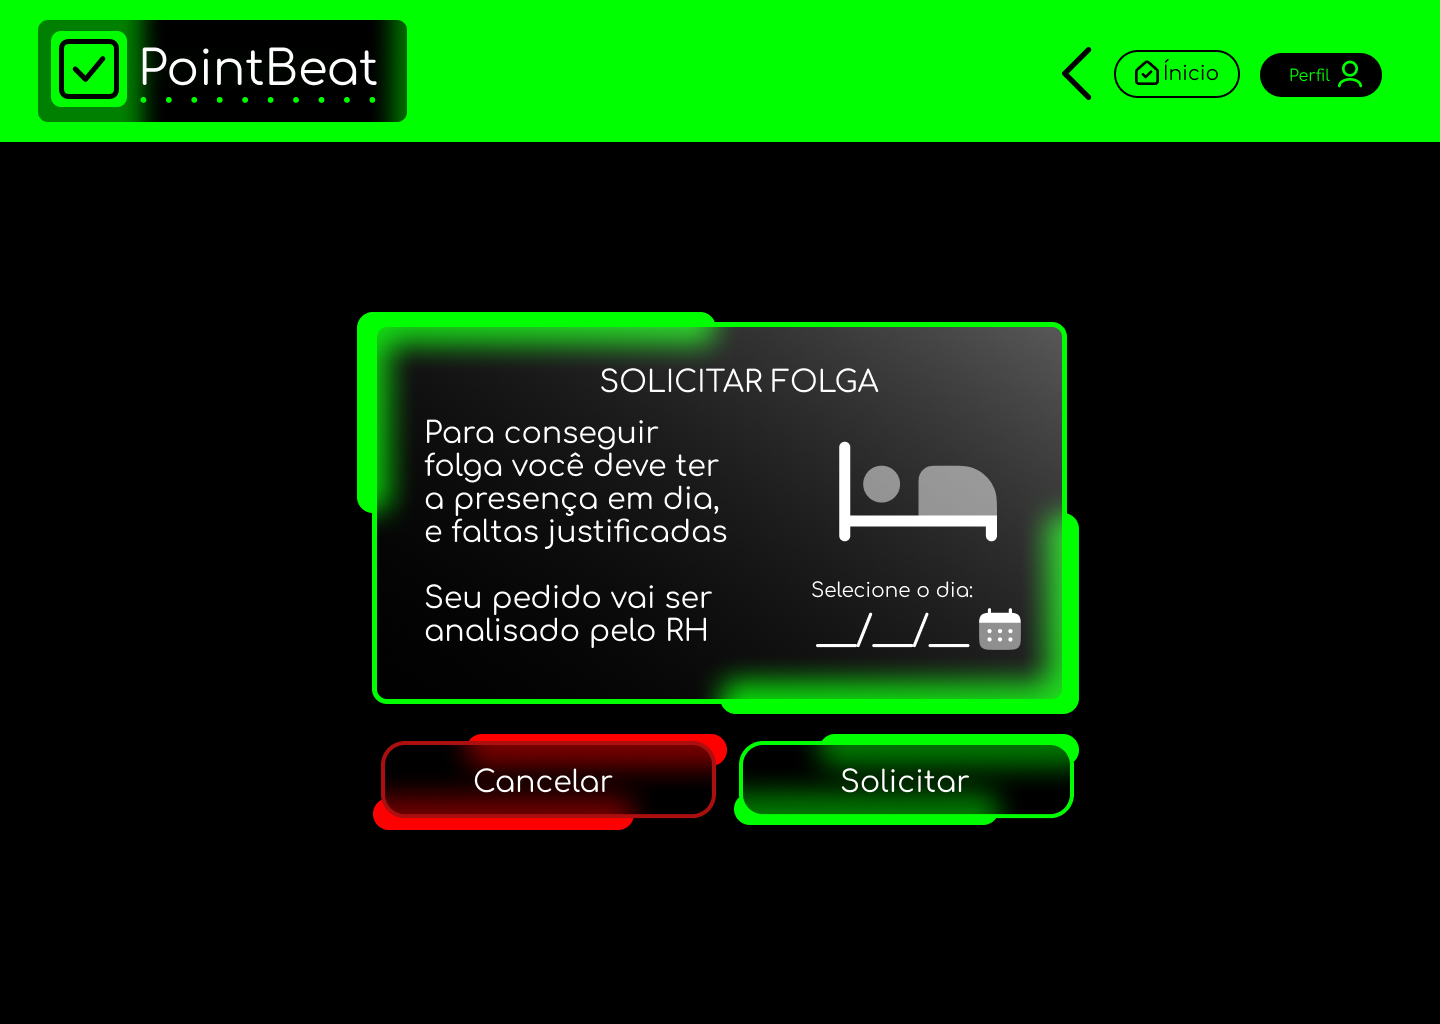 PointBeat
Ínicio
Perfil
SOLICITAR FOLGA
Para conseguir
folga você deve ter
a presença em dia,
e faltas justificadas
Seu pedido vai ser
analisado pelo RH
Selecione o dia:
__/__/__
Cancelar
Solicitar